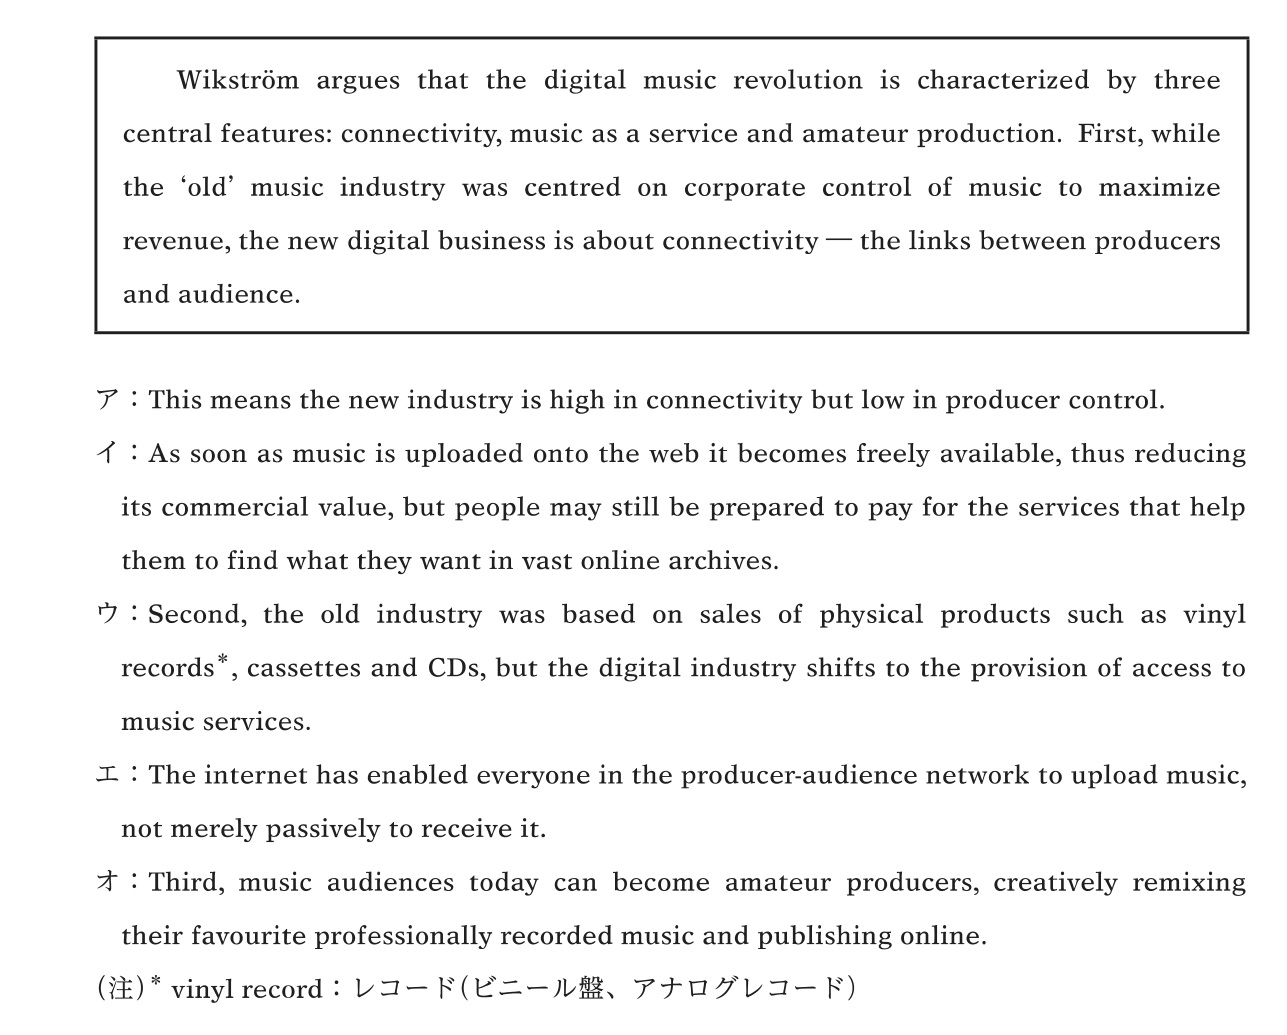 Wikström argues that the digital music revolution is characterized by three
central features: connectivity, music as a service and amateur production. First, while
the ‘old’ music industry was centred on corporate control of music to maximize
revenue, the new digital business is about connectivity — the links between producers
and audience.
ア：This means the new industry is high in connectivity but low in producer control.
イ：As soon as music is uploaded onto the web it becomes freely available, thus reducing
its commercial value, but people may still be prepared to pay for the services that help
them to find what they want in vast online archives.
ウ：Second, the old industry was based on sales of physical products such as vinyl
records*, cassettes and CDs, but the digital industry shifts to the provision of access to
music services.
エ：The internet has enabled everyone in the producer-audience network to upload music,
not merely passively to receive it.
オ：Third, music audiences today can become amateur producers, creatively remixing
their favourite professionally recorded music and publishing online.
(注)* vinyl record：レコード(ビニール盤、アナログレコード)